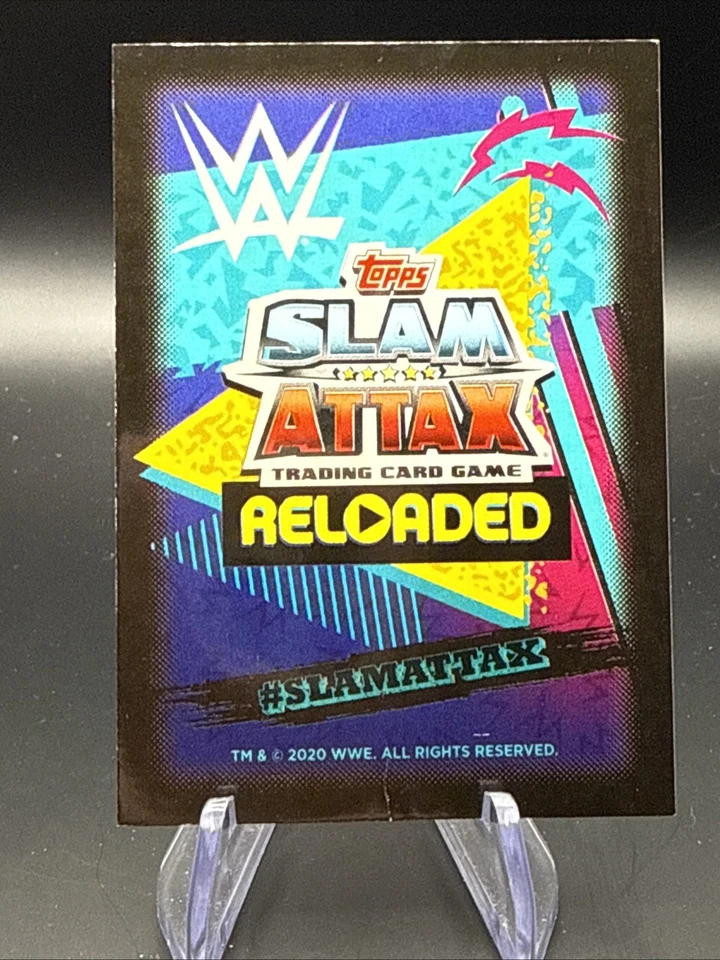 W
topps
SLAM
ATTAX
TRADING CARD GAME
RELOADED
#SLAMATTAX
TM & © 2020 WWE. ALL RIGHTS RESERVED.